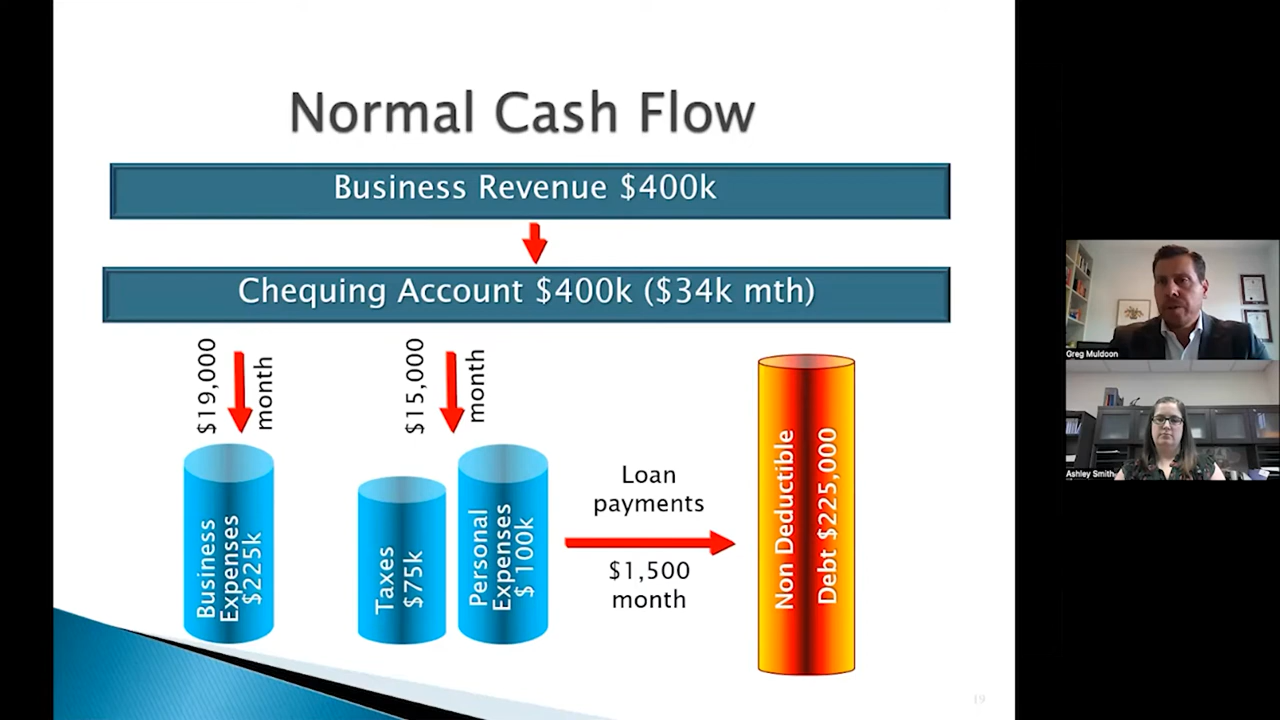 Normal Cash Flow
Business Revenue $400k
Chequing Account $400k ($34k mth)
$19,000
month
$15,000
month
Business
Expenses
$225k
Taxes
$75k
Personal
Expenses
$ 100k
Loan
payments
$1,500
month
Non Deductible
Debt $225,000
19
Greg Muldoon
Ashley Smith